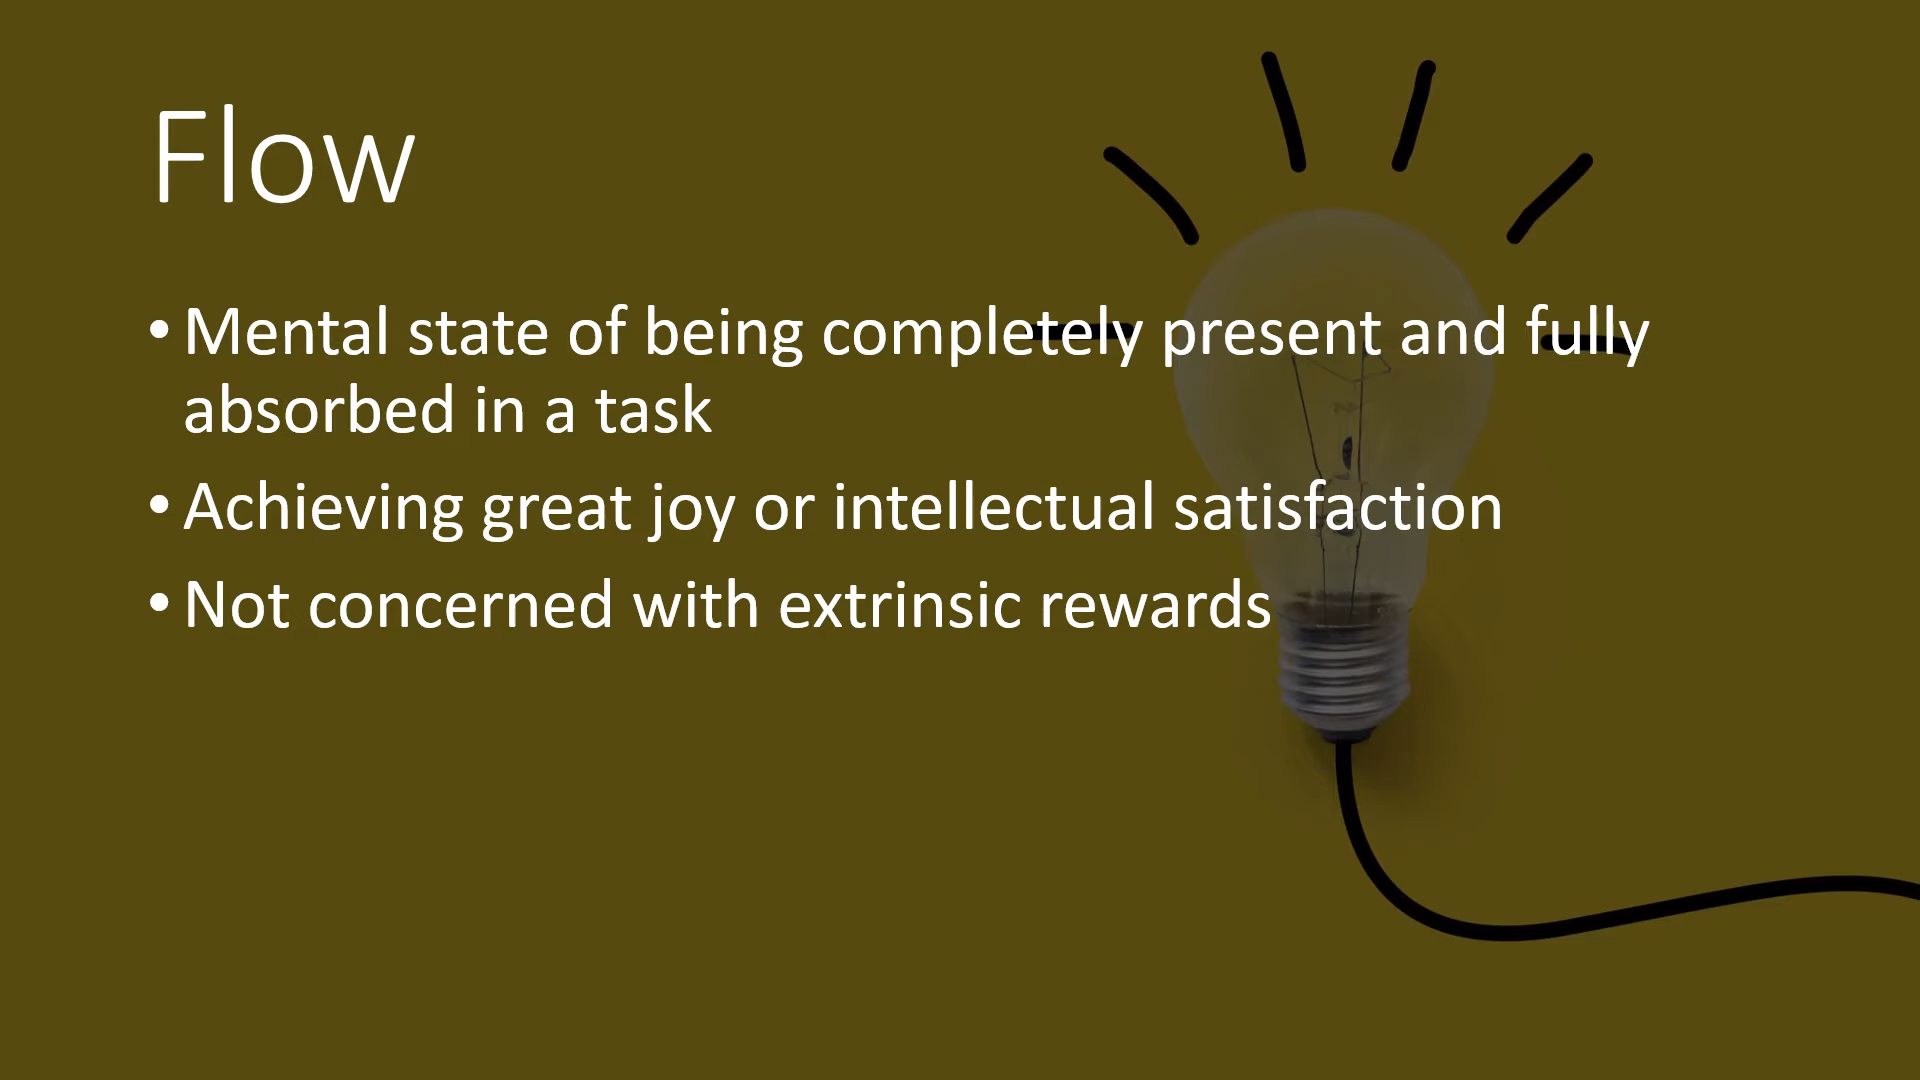 Flow
• Mental state of being completely present and fully
absorbed in a task
• Achieving great joy or intellectual satisfaction
• Not concerned with extrinsic rewards